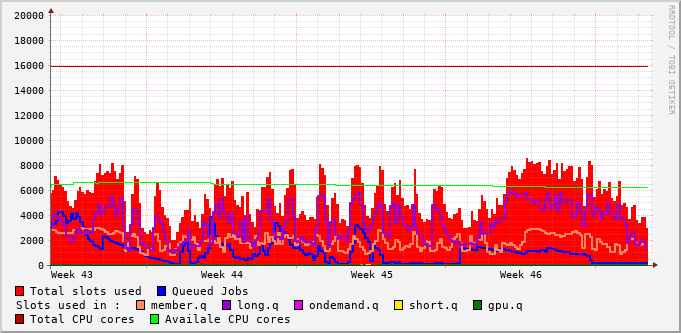 20000
18000
16000
14000
12000
10000
8000
6000
4000
2000
0
Week 43 Week 44 Week 45 Week 46
Total slots used Queued Jobs
Slots used in : member.q long.q ondemand.q short.q gpu.q
Total CPU cores Availale CPU cores
RRDTOOL / TOBI OETIKER